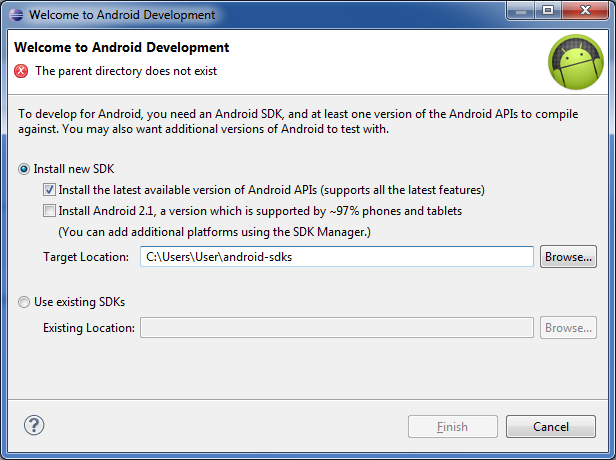 Welcome to Android Development
Welcome to Android Development
The parent directory does not exist
To develop for Android, you need an Android SDK, and at least one version of the Android APIs to compile
against. You may also want additional versions of Android to test with.
Install new SDK
Install the latest available version of Android APIs (supports all the latest features)
Install Android 2.1, a version which is supported by ~97% phones and tablets
(You can add additional platforms using the SDK Manager.)
Target Location: C:\Users\User\android-sdks Browse...
Use existing SDKs
Existing Location: Browse...
? Finish Cancel